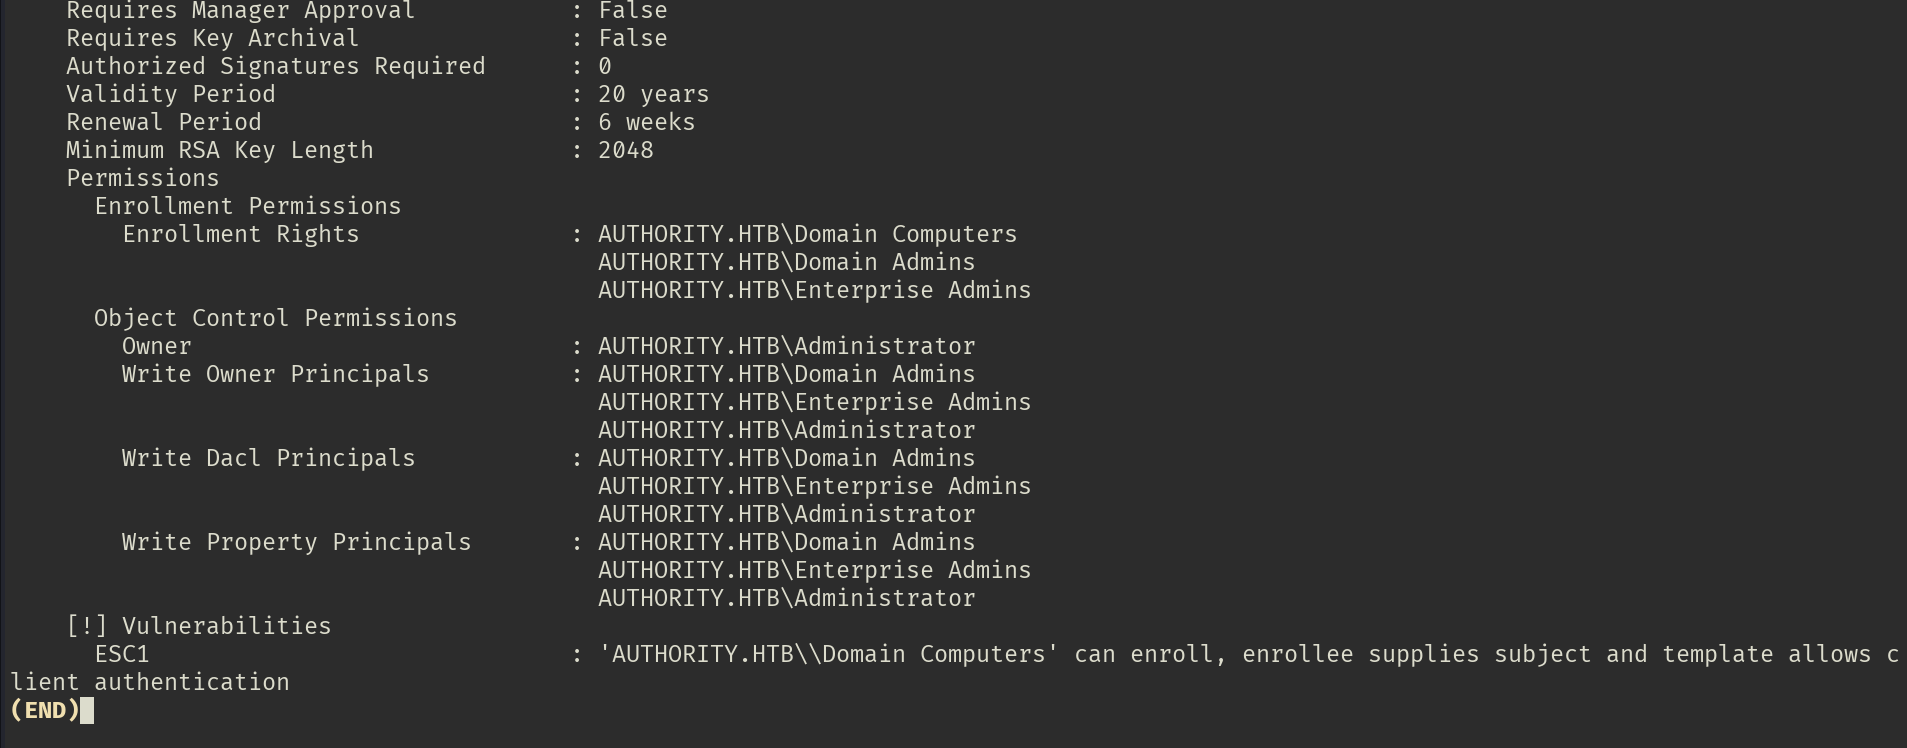 Requires Manager Approval : False
Requires Key Archival : False
Authorized Signatures Required : 0
Validity Period : 20 years
Renewal Period : 6 weeks
Minimum RSA Key Length : 2048
Permissions
Enrollment Permissions
Enrollment Rights : AUTHORITY.HTB\Domain Computers
AUTHORITY.HTB\Domain Admins
AUTHORITY.HTB\Enterprise Admins
Object Control Permissions
Owner : AUTHORITY.HTB\Administrator
Write Owner Principals : AUTHORITY.HTB\Domain Admins
AUTHORITY.HTB\Enterprise Admins
AUTHORITY.HTB\Administrator
Write Dacl Principals : AUTHORITY.HTB\Domain Admins
AUTHORITY.HTB\Enterprise Admins
AUTHORITY.HTB\Administrator
Write Property Principals : AUTHORITY.HTB\Domain Admins
AUTHORITY.HTB\Enterprise Admins
AUTHORITY.HTB\Administrator
[!] Vulnerabilities
ESC1 : 'AUTHORITY.HTB\\Domain Computers' can enroll, enrollee supplies subject and template allows c
lient authentication
(END)